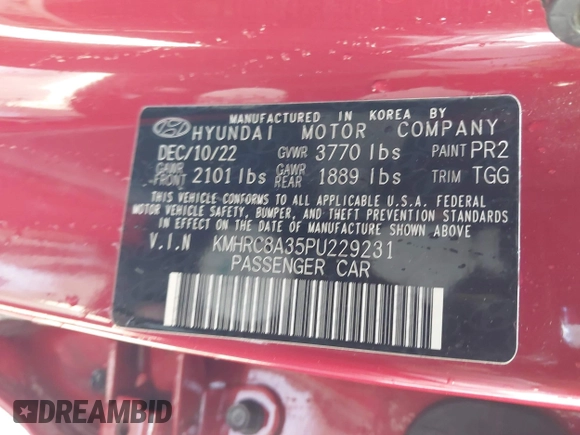 MANUFACTURED IN KOREA BY
HYUNDAI MOTOR COMPANY
DEC/10/22 GVWR 3770 lbs PAINT PR2
GAWR FRONT 2101 lbs GAWR REAR 1889 lbs TRIM TGG
THIS VEHICLE CONFORMS TO ALL APPLICABLE U.S.A. FEDERAL
MOTOR VEHICLE SAFETY, BUMPER, AND THEFT PREVENTION STANDARDS
IN EFFECT ON THE DATE OF MANUFACTURE SHOWN ABOVE
V.I.N KMHRC8A35PU229231
PASSENGER CAR
DREAMBID